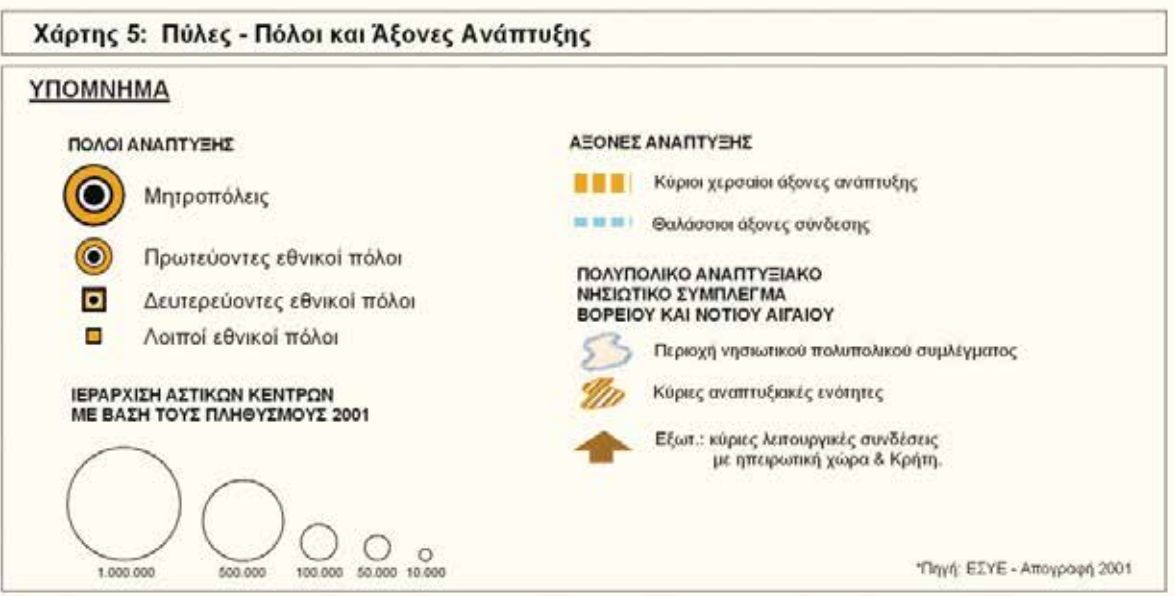 Χάρτης 5: Πύλες - Πόλοι και Άξονες Ανάπτυξης
ΥΠΟΜΝΗΜΑ
ΠΟΛΟΙ ΑΝΑΠΤΥΞΗΣ
Μητροπόλεις
Πρωτεύοντες εθνικοί πόλοι
Δευτερεύοντες εθνικοί πόλοι
Λοιποί εθνικοί πόλοι
ΙΕΡΑΡΧΙΣΗ ΑΣΤΙΚΩΝ ΚΕΝΤΡΩΝ
ΜΕ ΒΑΣΗ ΤΟΥΣ ΠΛΗΘΥΣΜΟΥΣ 2001
1.000.000 500.000 100.000 50.000 10.000
ΑΞΟΝΕΣ ΑΝΑΠΤΥΞΗΣ
Κύριοι χερσαίοι άξονες ανάπτυξης
Θαλάσσιοι άξονες σύνδεσης
ΠΟΛΥΠΟΛΙΚΟ ΑΝΑΠΤΥΞΙΑΚΟ
ΝΗΣΙΩΤΙΚΟ ΣΥΜΠΛΕΓΜΑ
ΒΟΡΕΙΟΥ ΚΑΙ ΝΟΤΙΟΥ ΑΙΓΑΙΟΥ
Περιοχή νησιωτικού πολυπολικού συμλέγματος
Κύριες αναπτυξιακές ενότητες
Εξωτ.: κύριες λειτουργικές συνδέσεις
με ηπειρωτική χώρα & Κρήτη.
*Πηγή: ΕΣΥΕ - Απογραφή 2001